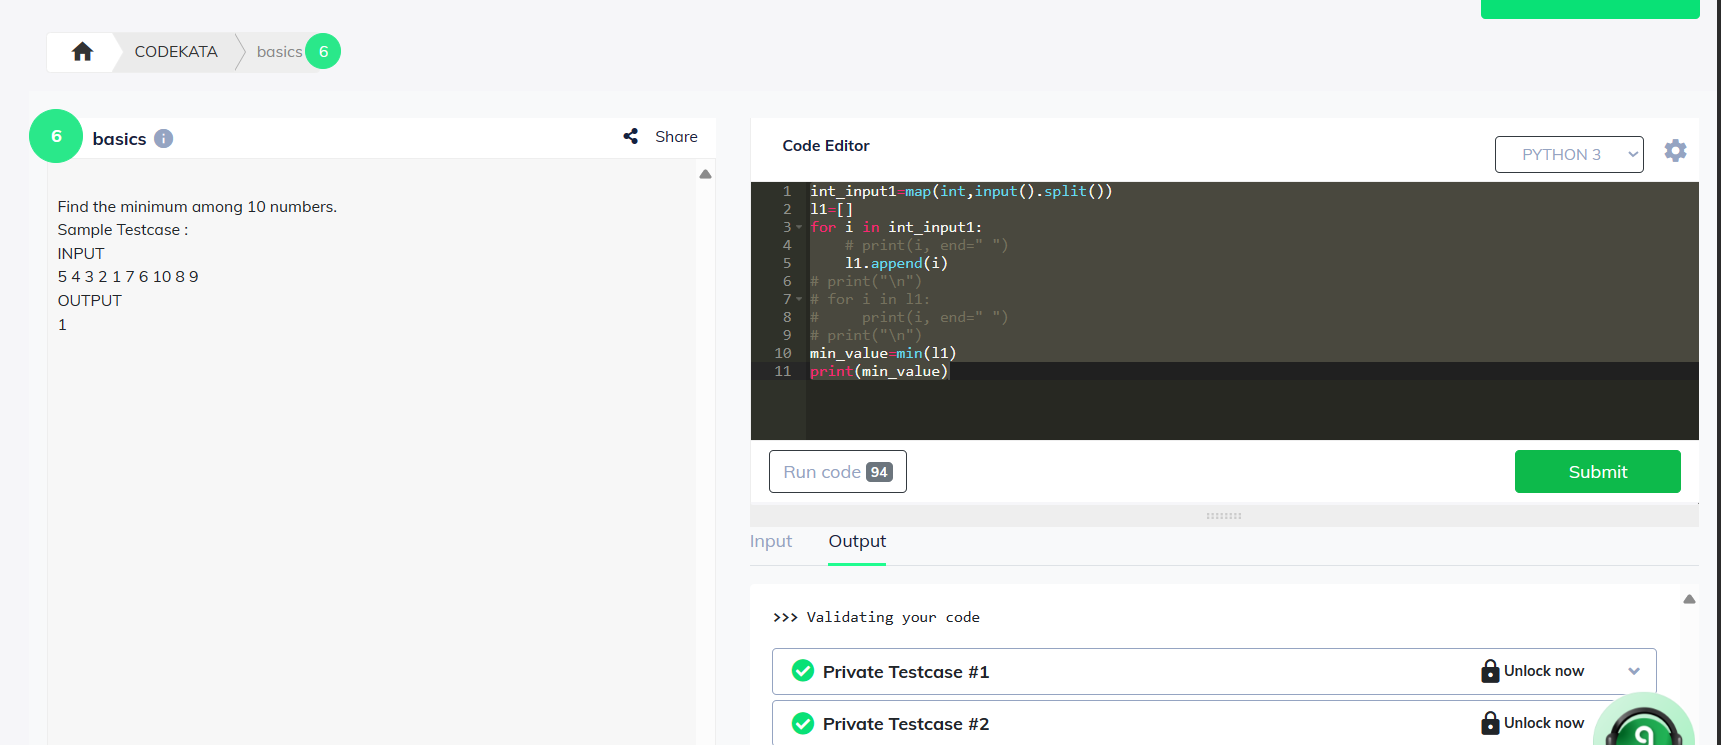 CODEKATA
basics
6
6
basics
Share
Find the minimum among 10 numbers.
Sample Testcase :
INPUT
5 4 3 2 1 7 6 10 8 9
OUTPUT
1
Code Editor
PYTHON 3
1 int_input1=map(int,input().split())
2 l1=[]
3 for i in int_input1:
4     # print(i, end=" ")
5     l1.append(i)
6 # print("\n")
7 # for i in l1:
8 #     print(i, end=" ")
9 # print("\n")
10 min_value=min(l1)
11 print(min_value)
Run code 94
Submit
Input
Output
>>> Validating your code
Private Testcase #1
Unlock now
Private Testcase #2
Unlock now